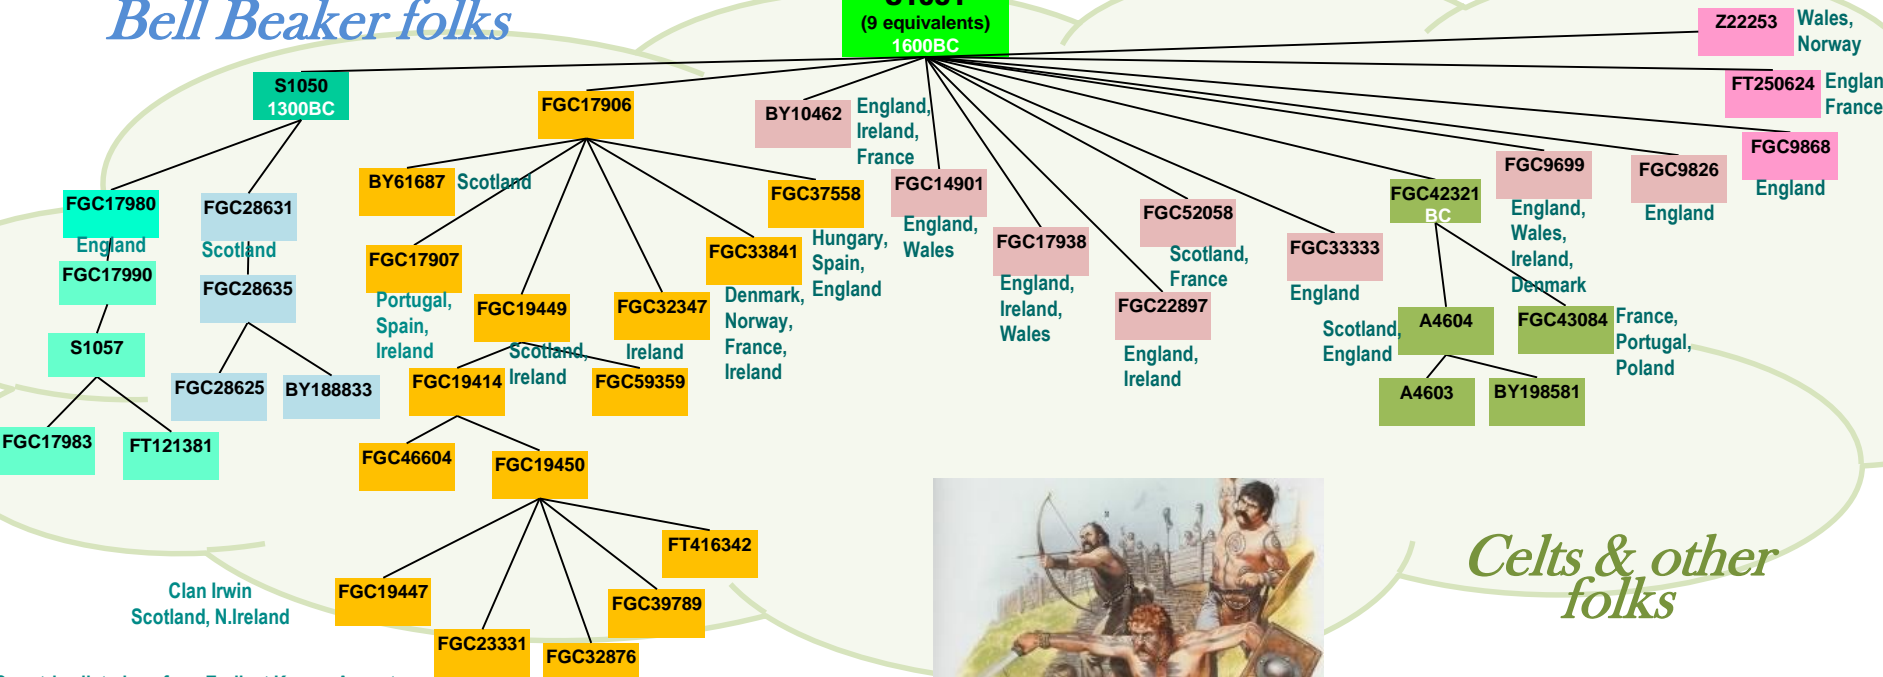 Bell Beaker folks
(9 equivalents)
1600BC
Z22253
Wales,
Norway
S1050
1300BC
FT250624
Englan
France
FGC17906
BY10462
England,
Ireland,
France
FGC9868
England
BY61687
Scotland
FGC37558
Hungary,
Spain,
England
FGC14901
England,
Wales
FGC9699
England,
Wales,
Ireland,
Denmark
FGC9826
England
FGC42321
BC
FGC17980
England
FGC28631
Scotland
FGC52058
Scotland,
France
FGC17938
England,
Ireland,
Wales
FGC33333
England
FGC33841
Denmark,
Norway,
France,
Ireland
FGC17907
Portugal,
Spain,
Ireland
FGC17990
FGC28635
FGC19449
Scotland,
Ireland
FGC32347
Ireland
FGC22897
England,
Ireland
Scotland,
England
A4604
FGC43084
France,
Portugal,
Poland
S1057
FGC28625
BY188833
FGC19414
FGC59359
A4603
BY198581
FGC17983
FT121381
FGC46604
FGC19450
FT416342
Clan Irwin
Scotland, N.Ireland
FGC19447
FGC39789
FGC23331
FGC32876
Celts & other
folks